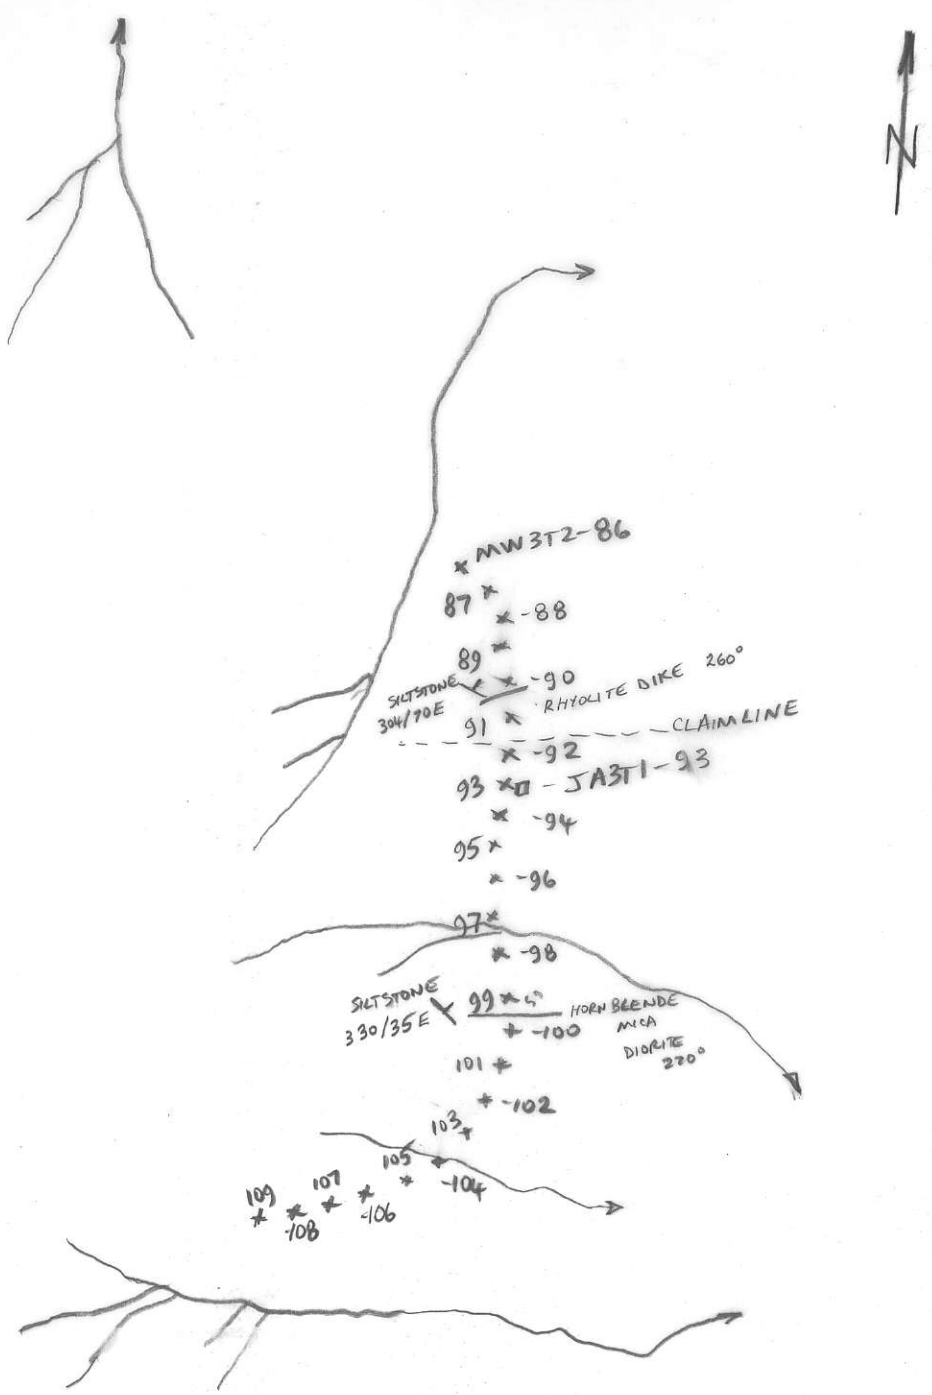 N
MW3T2-86
87
-88
89
-90
SILTSTONE
304/70E
RHYOLITE DIKE 260°
91
CLAIMLINE
-92
93
- JA3T1-93
-94
95
-96
97
-98
SILTSTONE
330/35E
99
HORNBLENDE
MICA
DIORITE
270°
-100
101
-102
103
105
-104
107
-106
109
-108